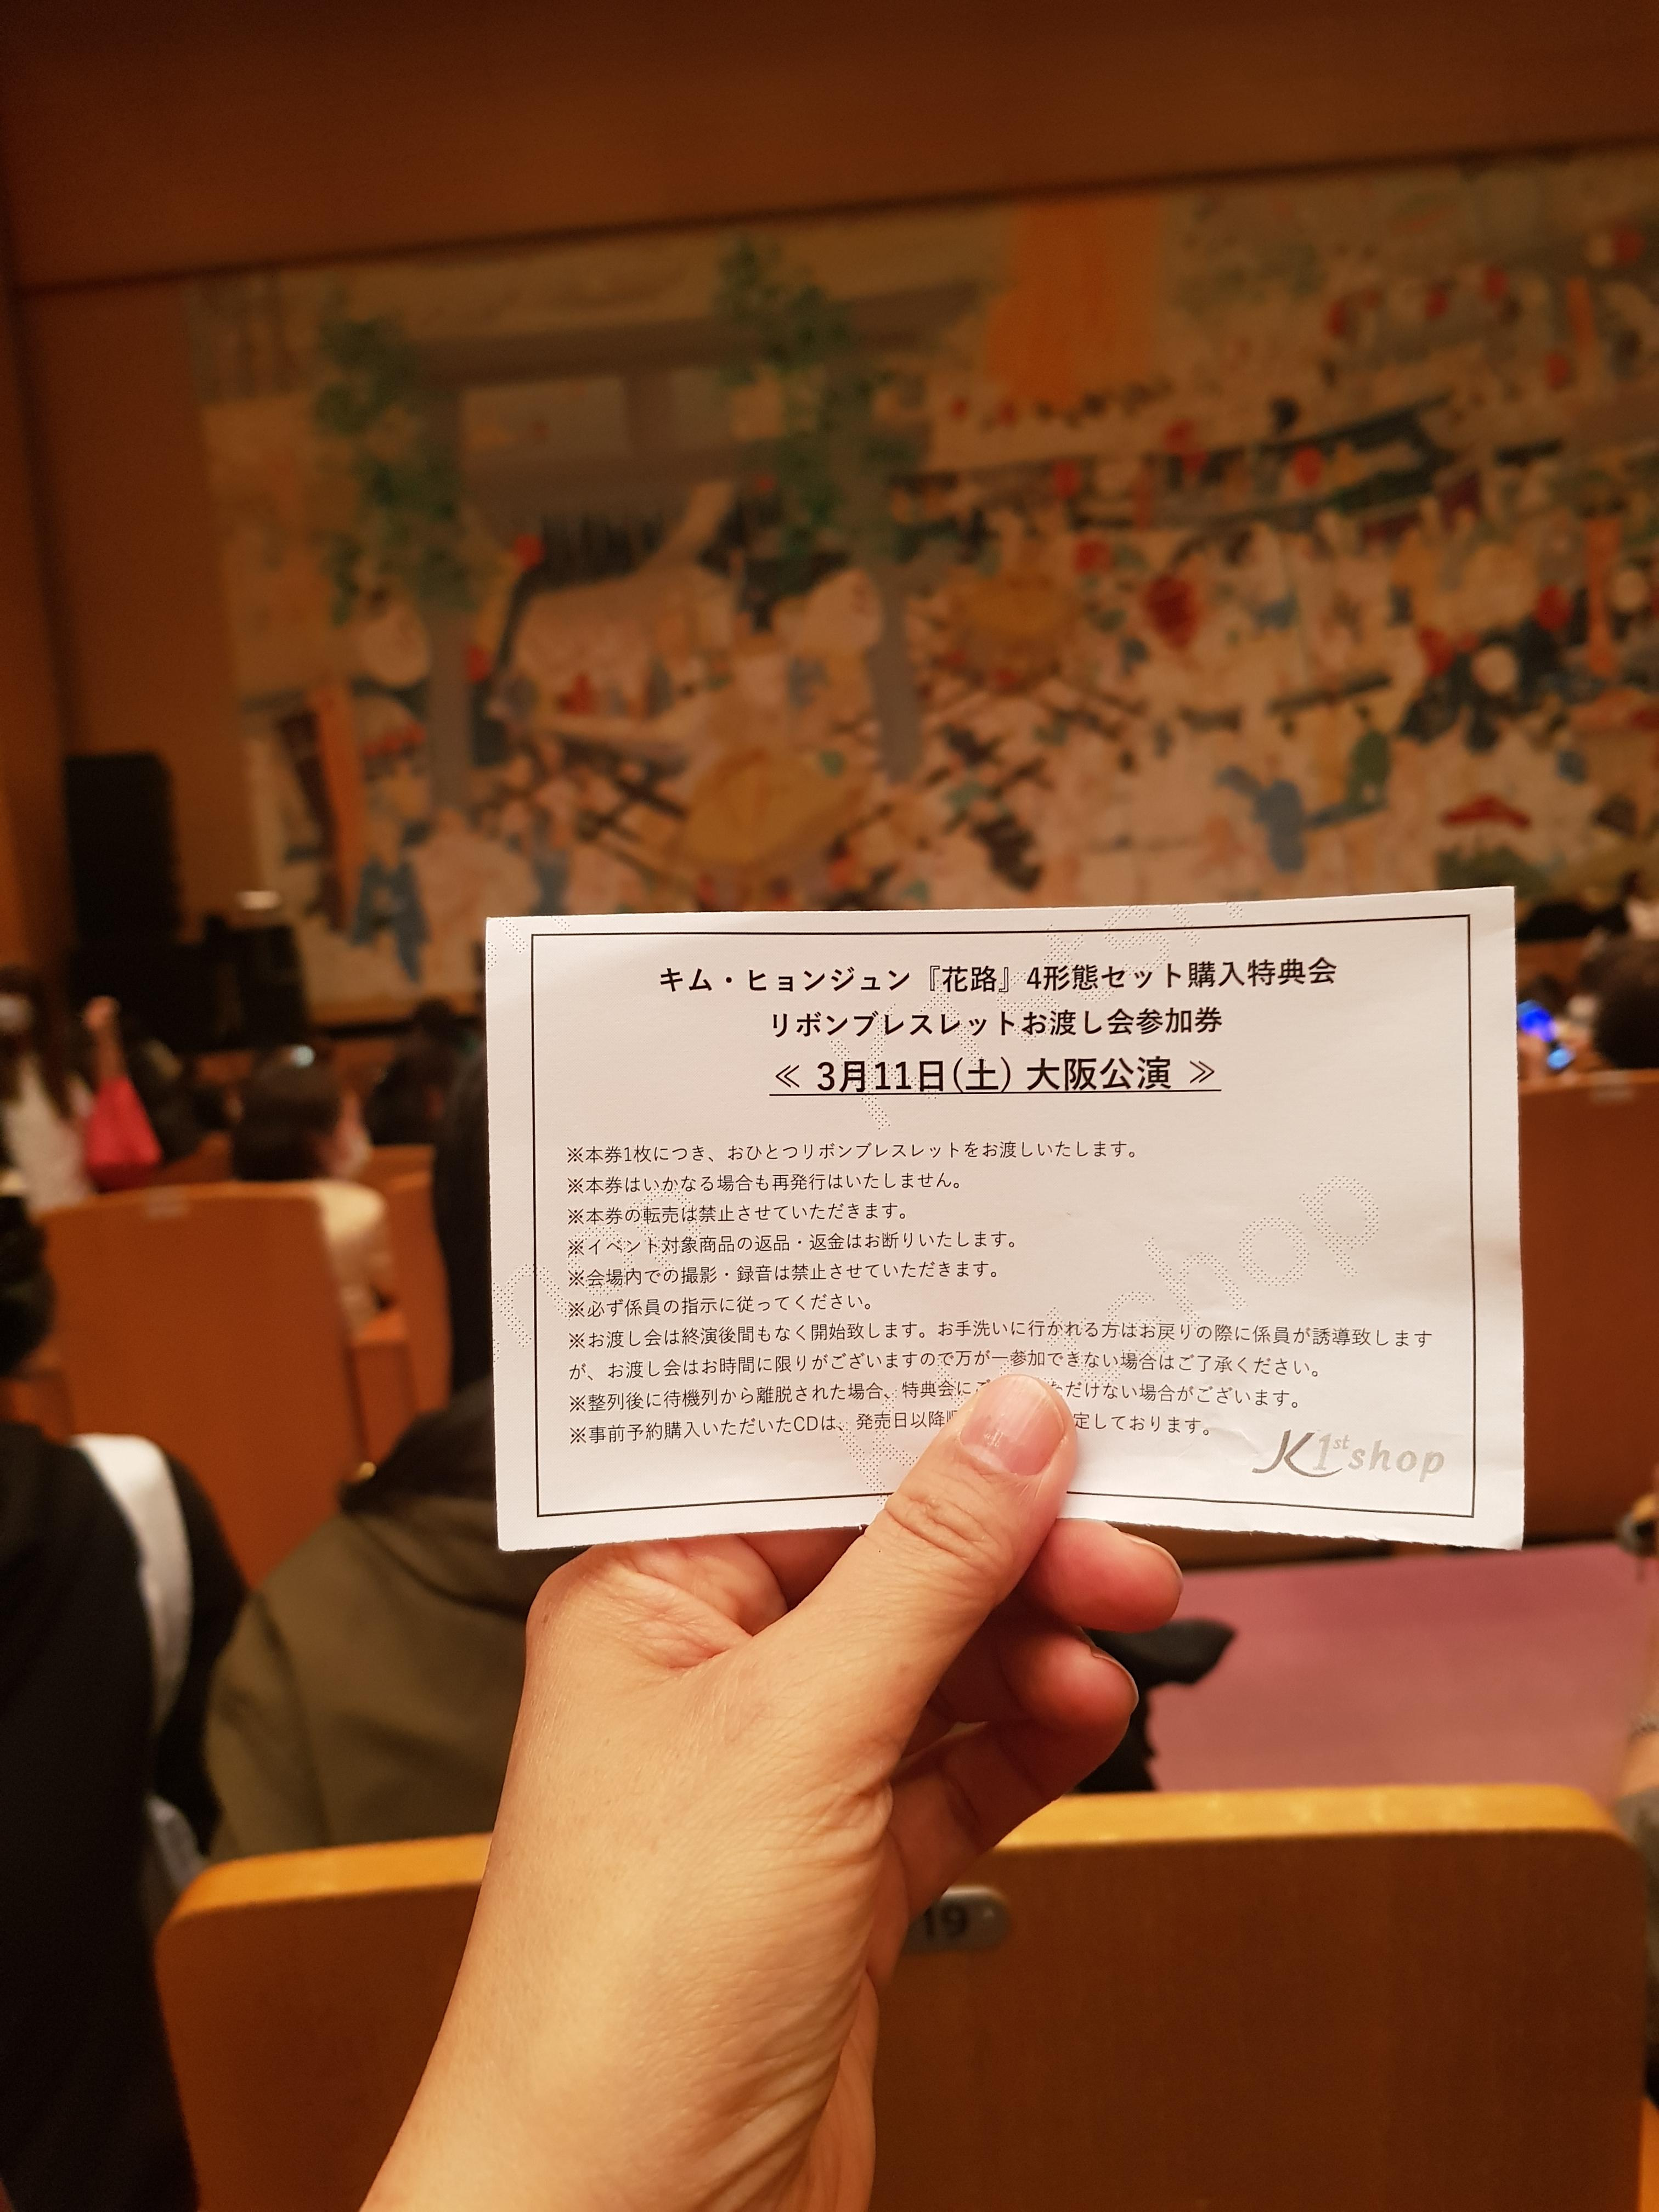 キム・ヒョンジュン『花路』4形態セット購入特典会
リボンブレスレットお渡し会参加券
≪ 3月11日(土) 大阪公演 ≫
※本券1枚につき、おひとつリボンブレスレットをお渡しいたします。
※本券はいかなる場合も再発行はいたしません。
※本券の転売は禁止させていただきます。
※イベント対象商品の返品・返金はお断りいたします。
※会場内での撮影・録音は禁止させていただきます。
※必ず係員の指示に従ってください。
※お渡し会は終演後間もなく開始致します。お手洗いに行かれる方はお戻りの際に係員が誘導致します
が、お渡し会はお時間に限りがございますので万が一参加できない場合はご了承ください。
※整列後に待機列から離脱された場合、特典会に ただけない場合がございます。
※事前予約購入いただいたCDは、発売日以降 定しております。
K1st shop
19